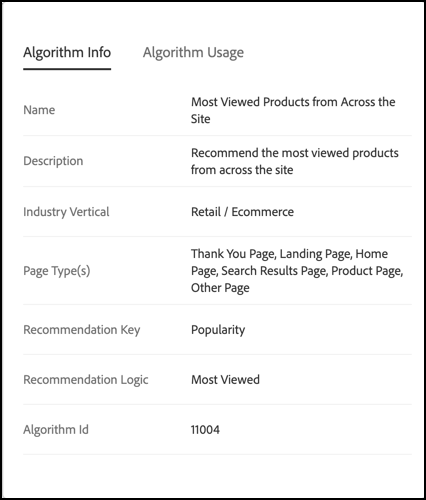 Algorithm Info
Algorithm Usage
Name
Most Viewed Products from Across the
Site
Description
Recommend the most viewed products
from across the site
Industry Vertical
Retail / Ecommerce
Page Type(s)
Thank You Page, Landing Page, Home
Page, Search Results Page, Product Page,
Other Page
Recommendation Key
Popularity
Recommendation Logic
Most Viewed
Algorithm Id
11004